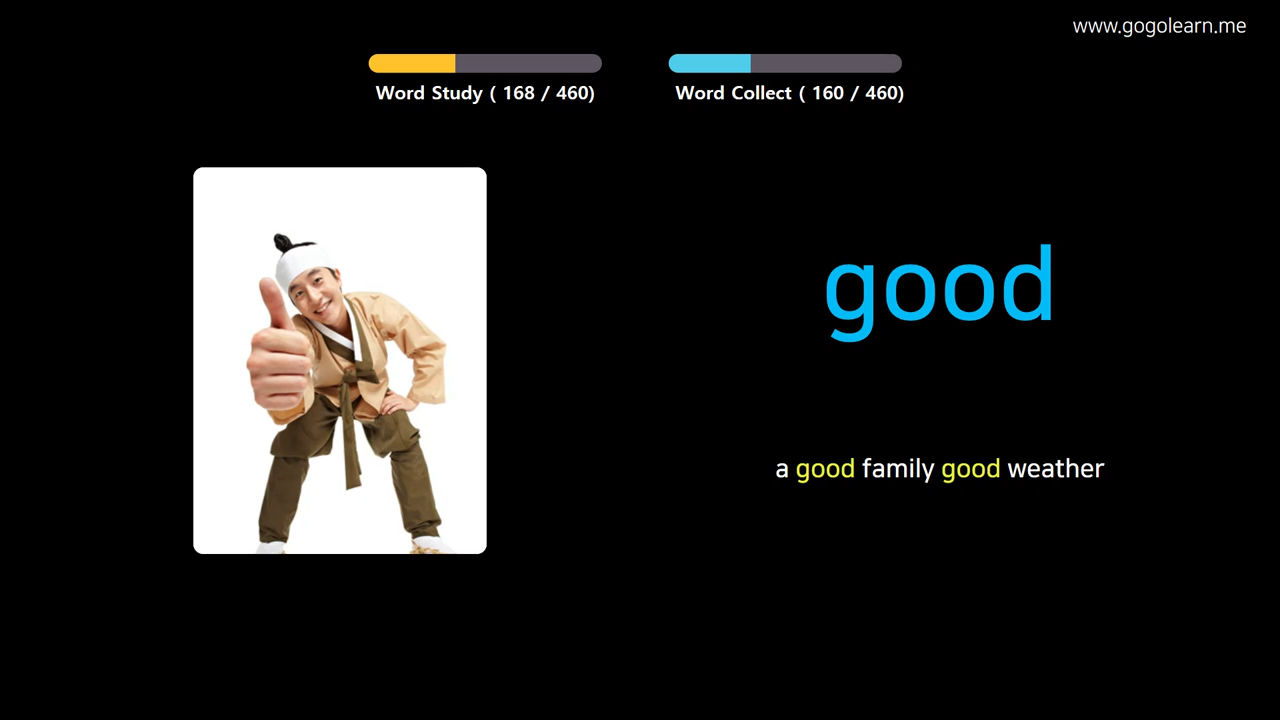 www.gogolearn.me
Word Study ( 168 / 460)
Word Collect ( 160 / 460)
good
a good family good weather